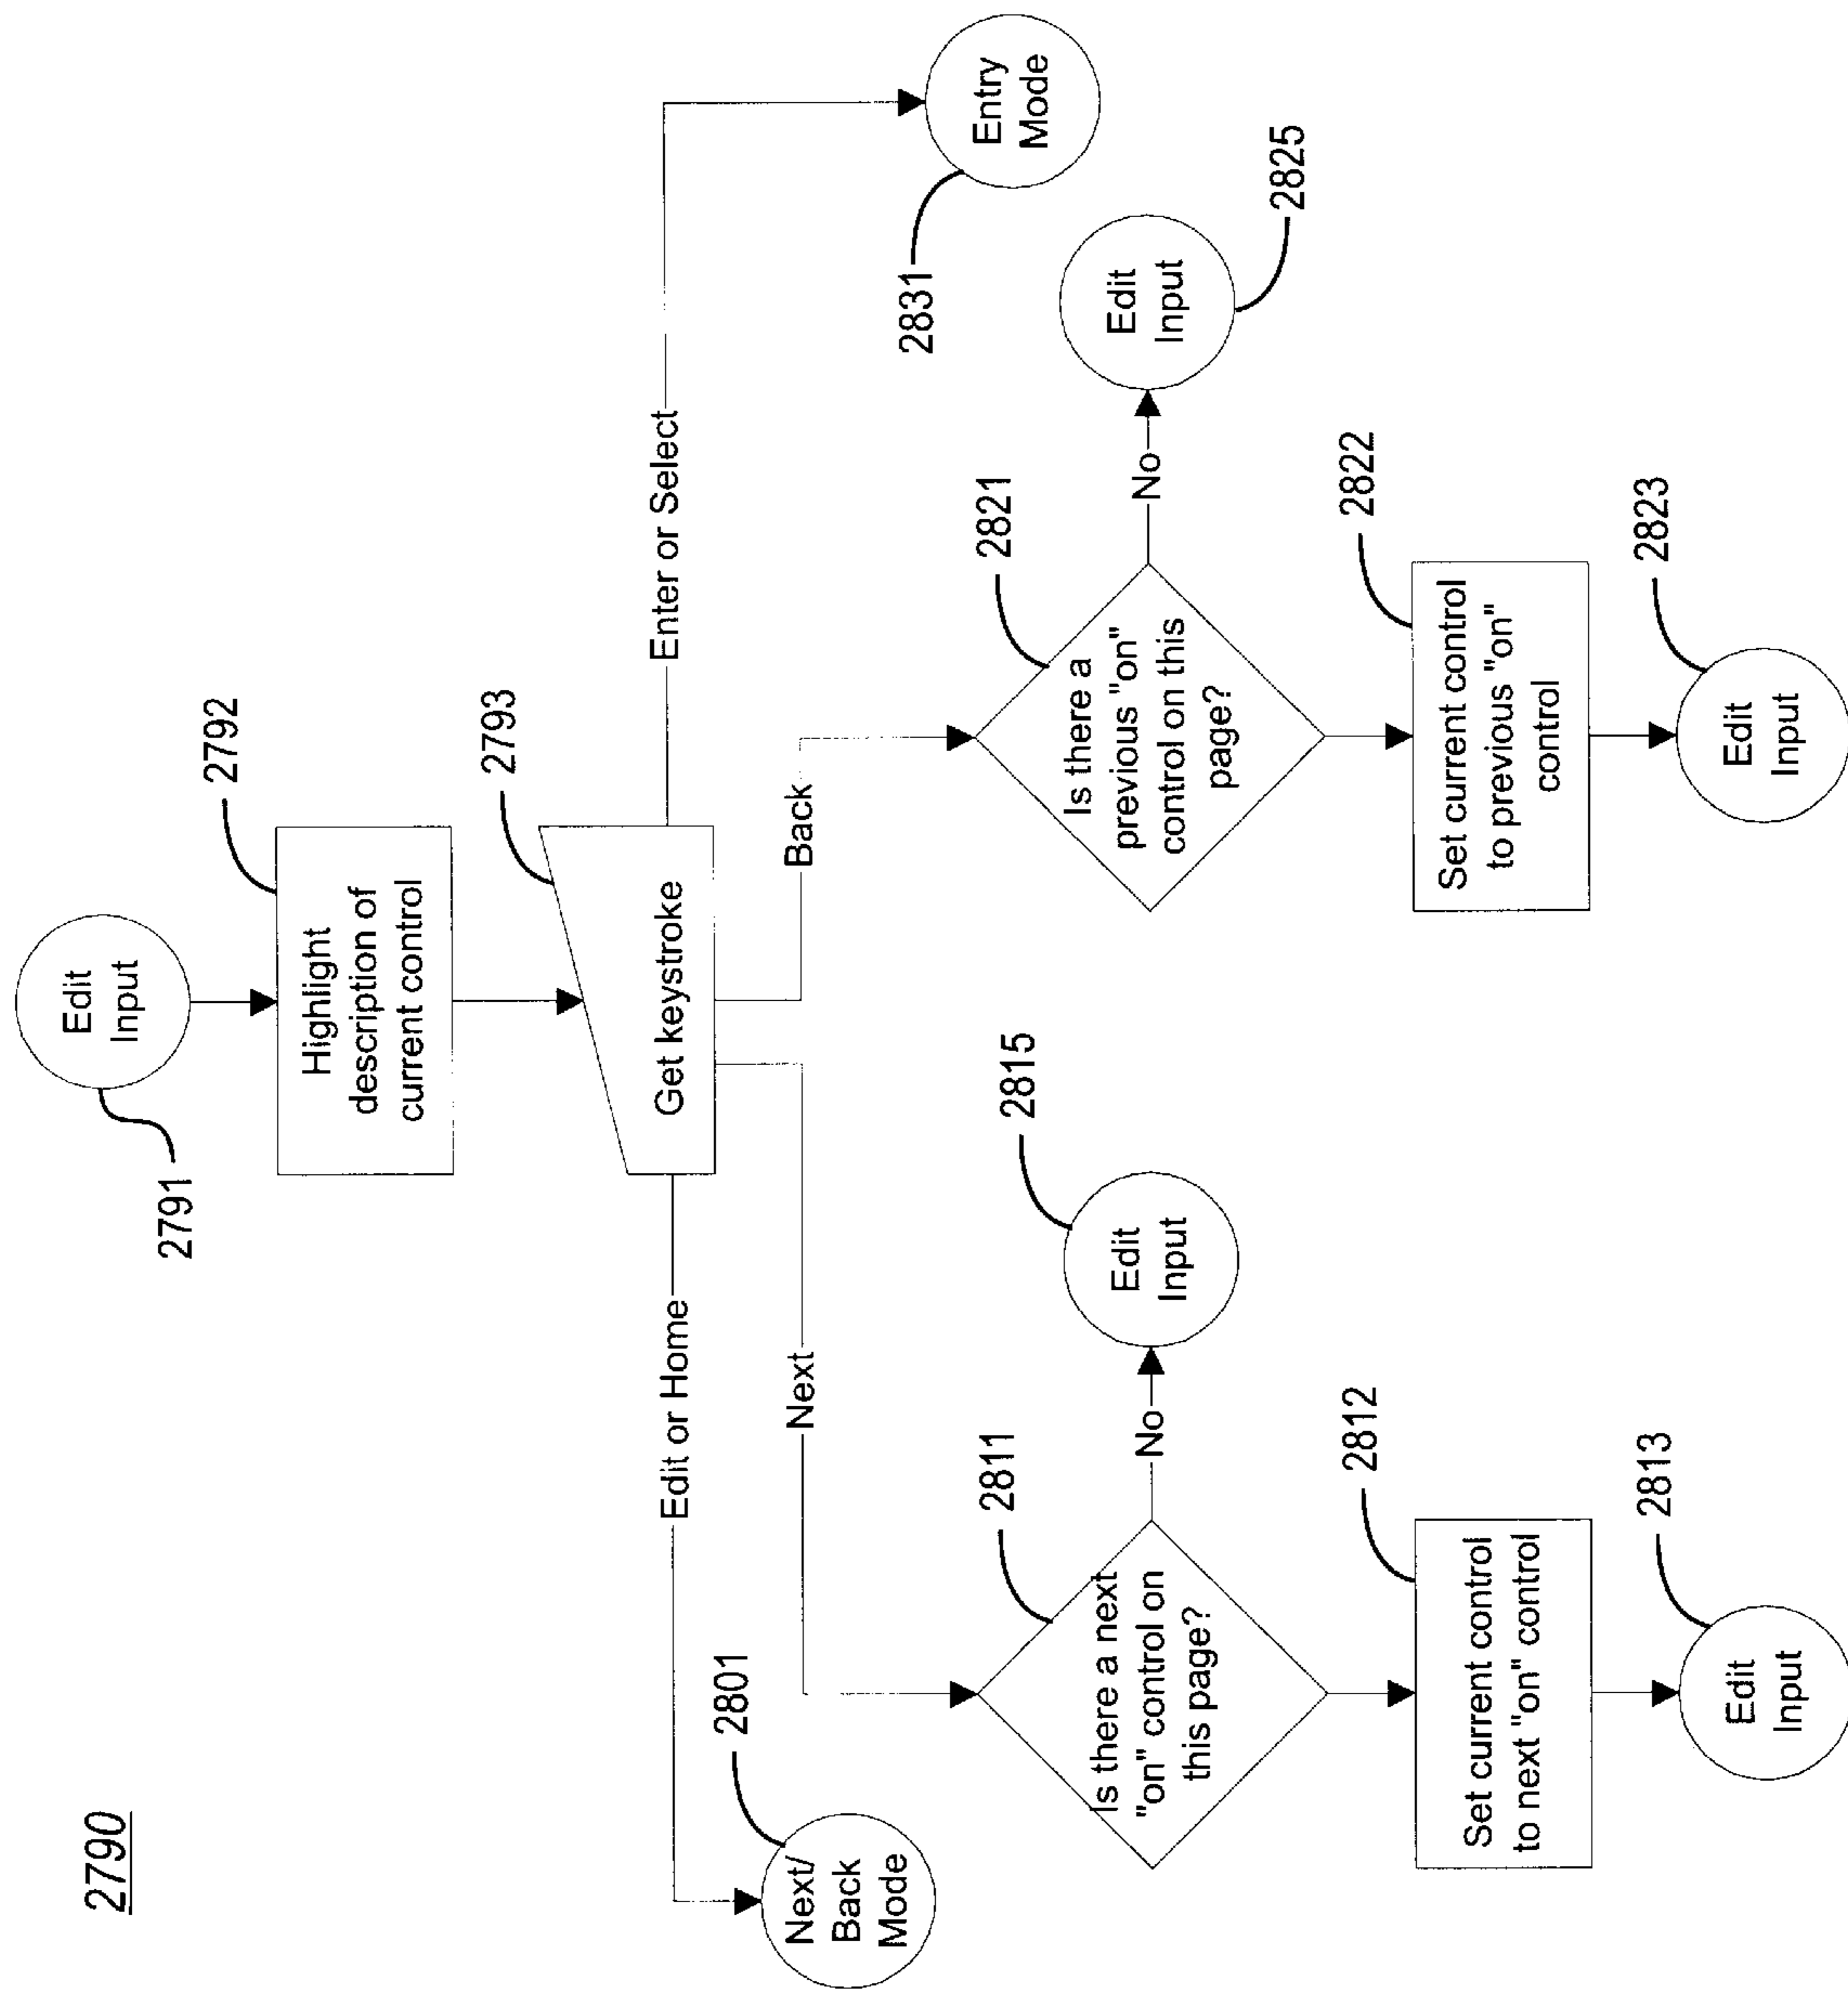 2790
Edit
Input
2791
Highlight
description of
current control
2792
Get keystroke
2793
Edit or Home
Next/
Back
Mode
2801
Next
Is there a next
"on" control on
this page?
2811
No
Edit
Input
2815
Set current control
to next "on" control
2812
Edit
Input
2813
Back
Is there a
previous "on"
control on this
page?
2821
No
Edit
Input
2825
Set current control
to previous "on"
control
2822
Edit
Input
2823
Enter or Select
Entry
Mode
2831